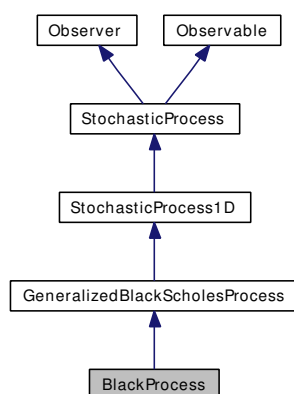 Observer
Observable
StochasticProcess
StochasticProcess1D
GeneralizedBlackScholesProcess
BlackProcess